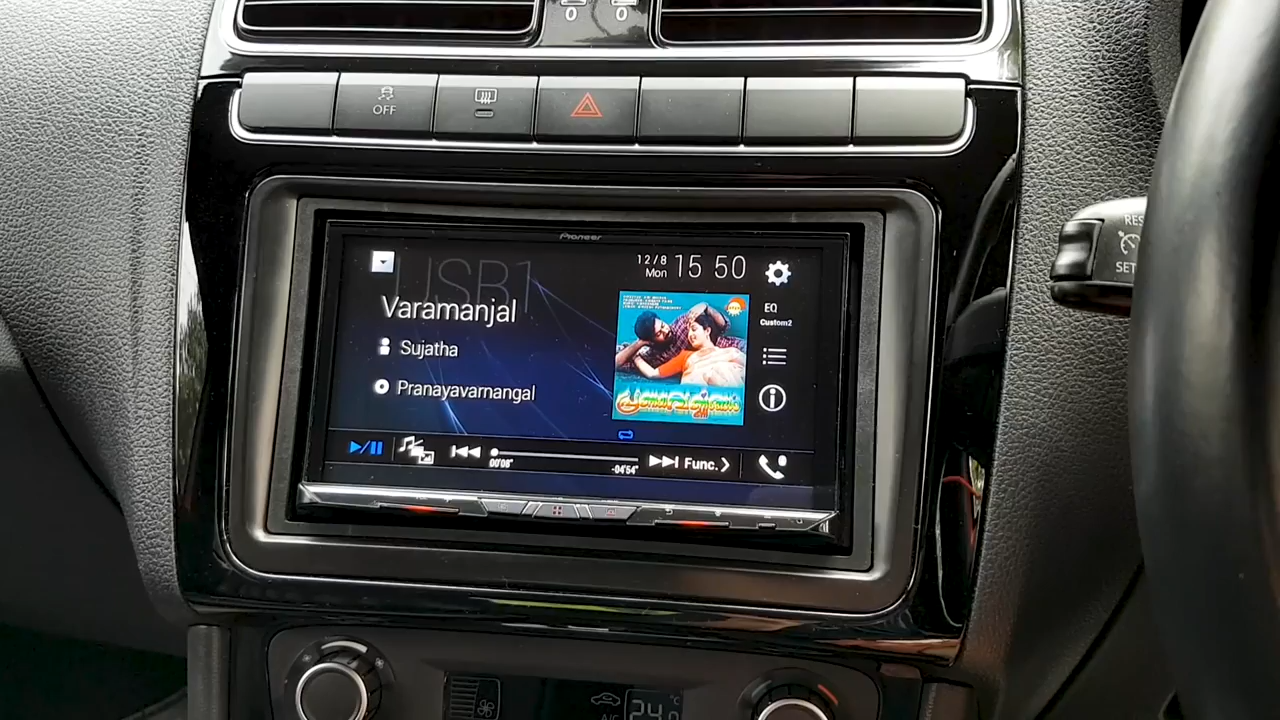 0 0
OFF
Pioneer
USB1
12/8
Mon
15 50
Varamanjal
EQ
Custom2
Sujatha
Pranayavarnangal
00'08"
-04'54"
Func.
RES
SET
A/C
24.0
°C